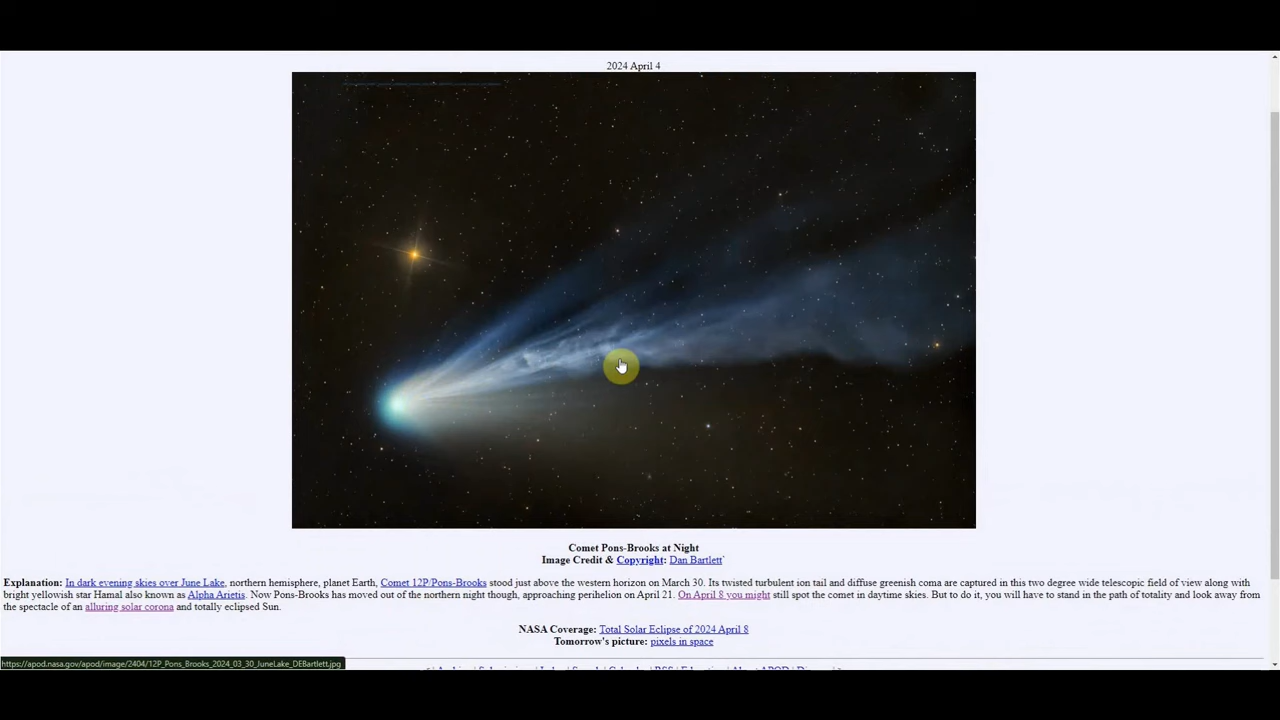 2024 April 4
Comet Pons-Brooks at Night
Image Credit & Copyright: Dan Bartlett`
Explanation: In dark evening skies over June Lake, northern hemisphere, planet Earth, Comet 12P/Pons-Brooks stood just above the western horizon on March 30. Its twisted turbulent ion tail and diffuse greenish coma are captured in this two degree wide telescopic field of view along with
bright yellowish star Hamal also known as Alpha Arietis. Now Pons-Brooks has moved out of the northern night though, approaching perihelion on April 21. On April 8 you might still spot the comet in daytime skies. But to do it, you will have to stand in the path of totality and look away from
the spectacle of an alluring solar corona and totally eclipsed Sun.
NASA Coverage: Total Solar Eclipse of 2024 April 8
Tomorrow's picture: pixels in space
https://apod.nasa.gov/apod/image/2404/12P_Pons_Brooks_2024_03_30_JuneLake_DEBartlett.jpg